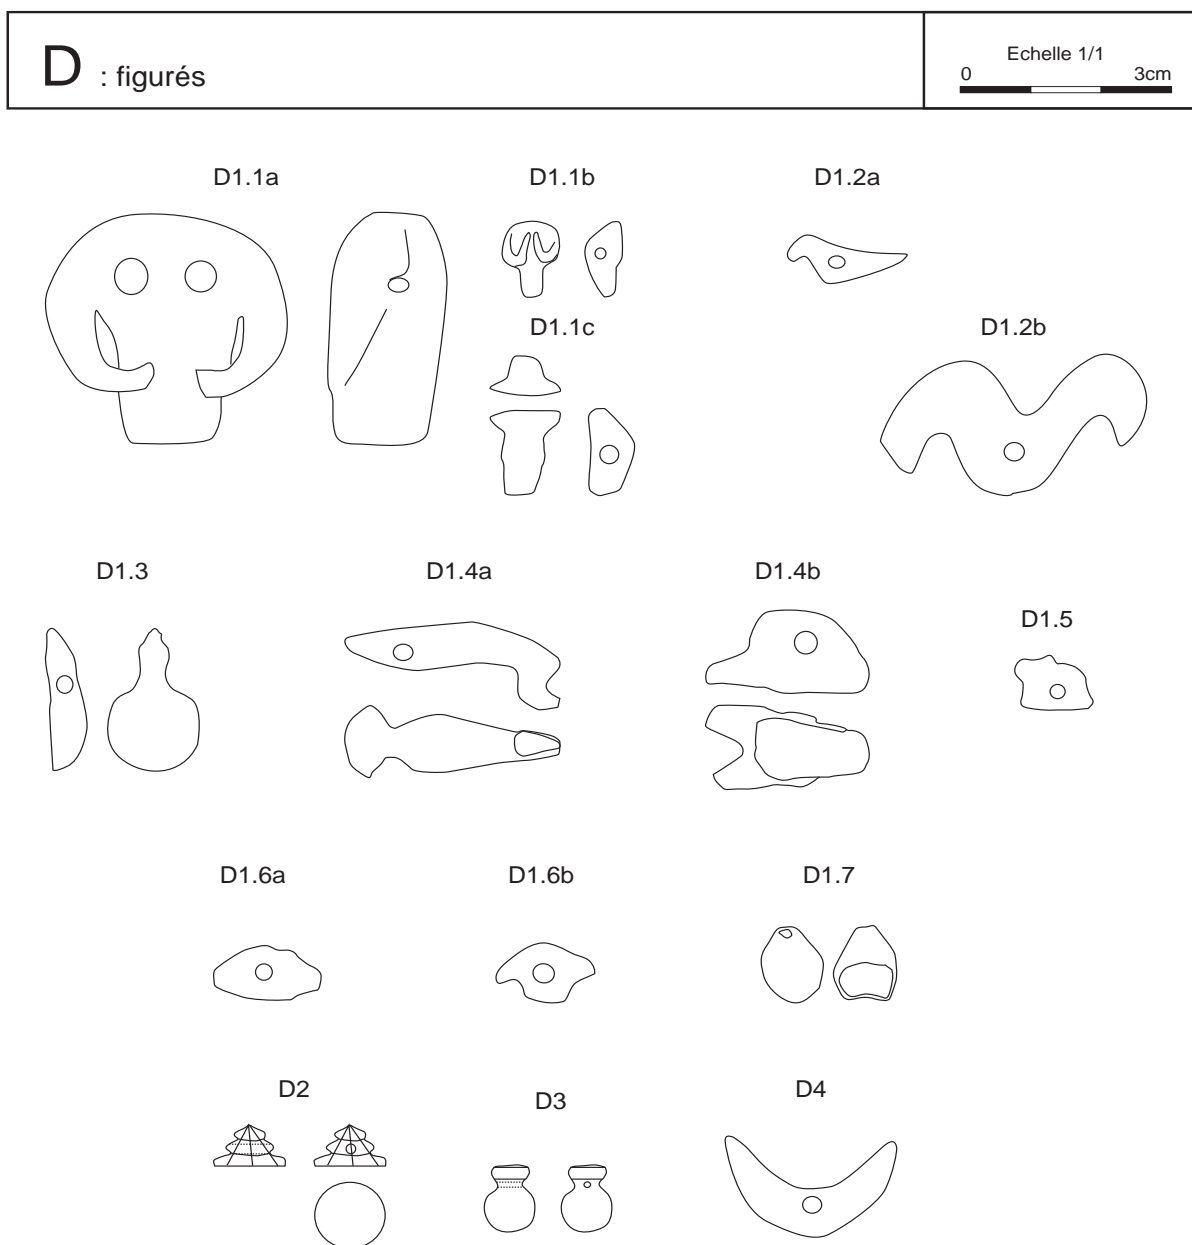 D : figurés
Echelle 1/1
0 3cm
D1.1a D1.1b D1.2a
D1.1c D1.2b
D1.3 D1.4a D1.4b
D1.5
D1.6a D1.6b D1.7
D2 D3 D4